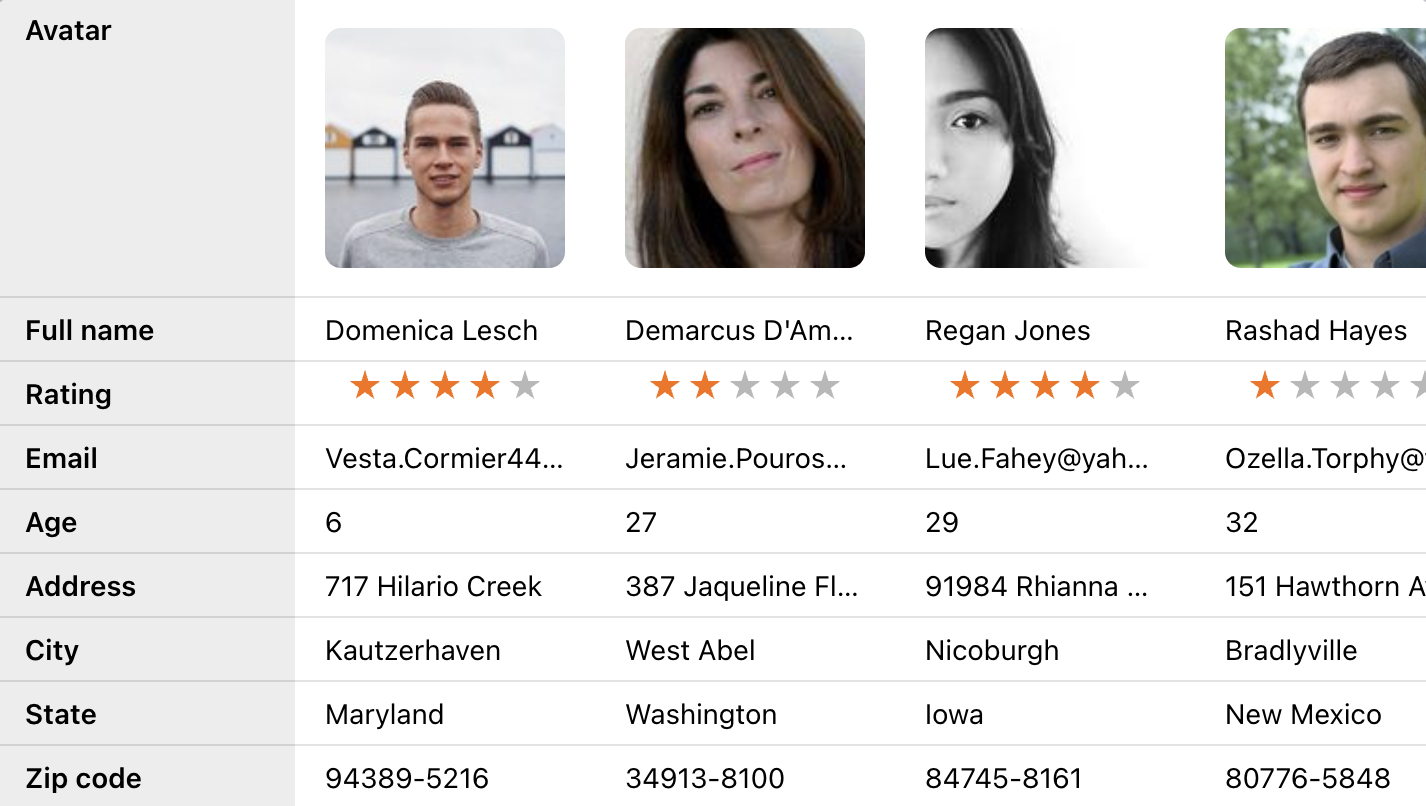 Avatar
Full name Domenica Lesch Demarcus D'Am... Regan Jones Rashad Hayes
Rating
Email Vesta.Cormier44... Jeramie.Pouros... Lue.Fahey@yah... Ozella.Torphy@
Age 6 27 29 32
Address 717 Hilario Creek 387 Jaqueline Fl... 91984 Rhianna ... 151 Hawthorn
City Kautzerhaven West Abel Nicoburgh Bradlyville
State Maryland Washington Iowa New Mexico
Zip code 94389-5216 34913-8100 84745-8161 80776-5848